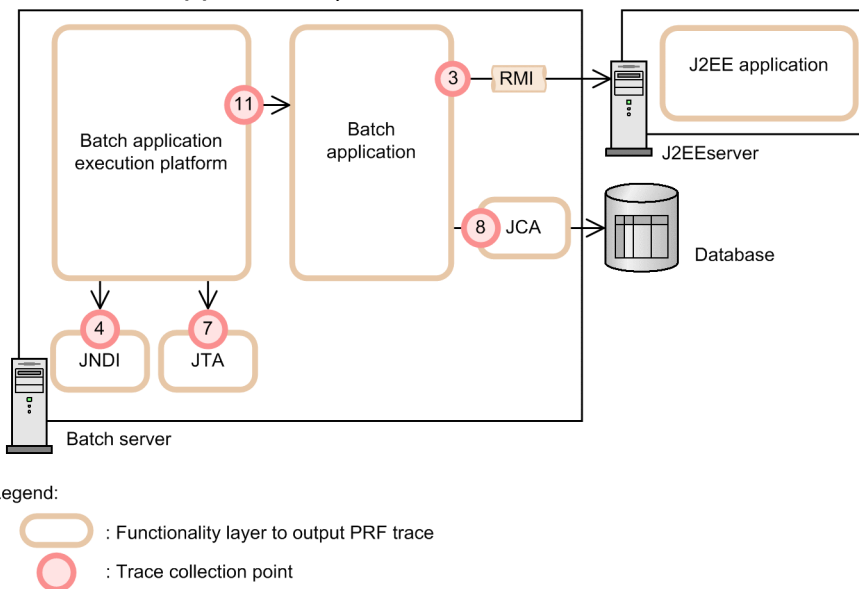 J2EE application
3
RMI
11
Batch application
execution platform
Batch
application
J2EEserver
8
JCA
Database
4
7
JNDI
JTA
Batch server
egend:
: Functionality layer to output PRF trace
: Trace collection point